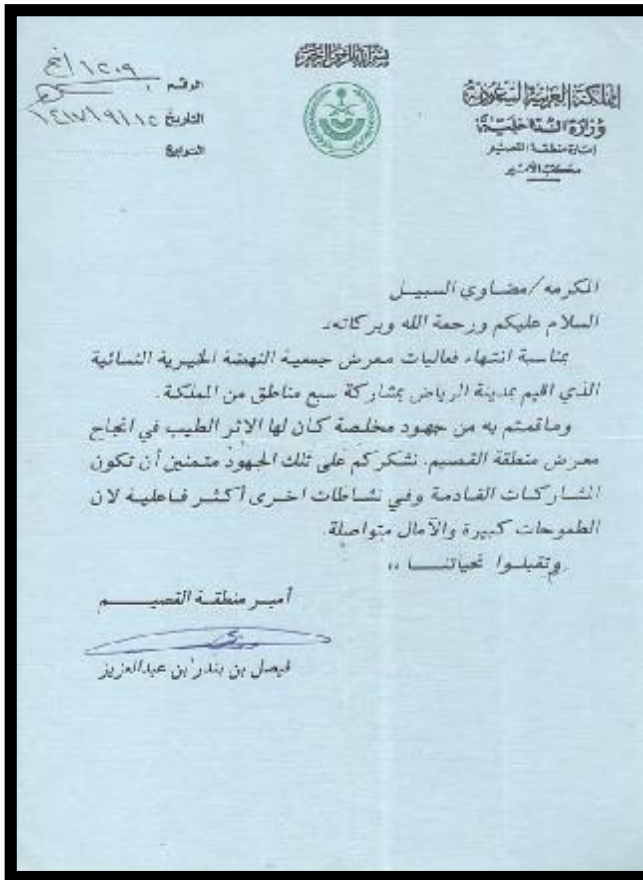 بسم الله الرحمن الرحيم
المملكة العربية السعودية
وزارة الداخلية
إمارة منطقة القصيم
مكتب الأمير
الرقم
التاريخ ١٤١٧/٩/١٥
التوابع
المكرمه/مضاوي السبيل
السلام عليكم ورحمة الله وبركاته.
بمناسبة انتهاء فعاليات معرض جمعية النهضة الخيرية النسائية
الذي اقيم بمدينة الرياض بمشاركة سبع مناطق من المملكة.
وماقمتم به من جهود مخلصة كان لها الاثر الطيب في انجاح
معرض منطقة القصيم. نشكركم على تلك الجهود متمنين أن تكون
المشاركات القادمة وفي نشاطات اخرى أكثر فاعلية لان
الطموحات كبيرة والآمال متواصلة.
وتقبلوا تحياتنا ،،
أمير منطقة القصيم
فيصل بن بندر بن عبدالعزيز